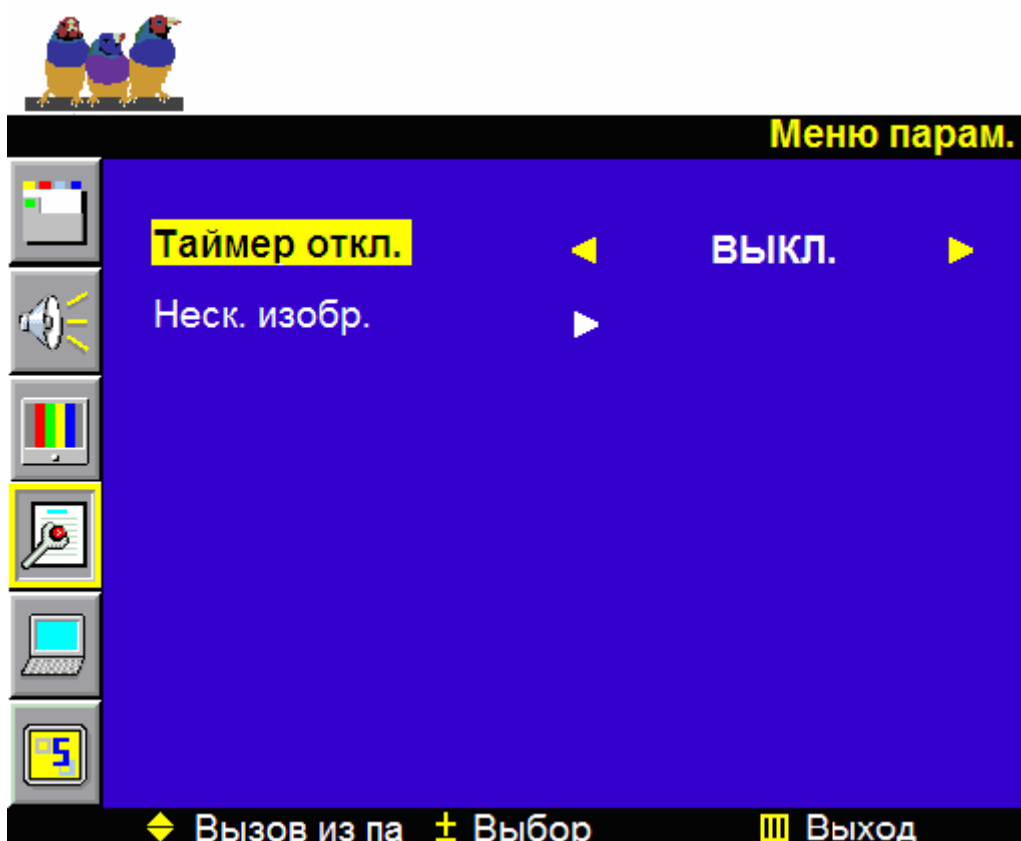 Меню парам.
Таймер откл. ВЫКЛ.
Неск. изобр.
Вызов из па ± Выбор Выход